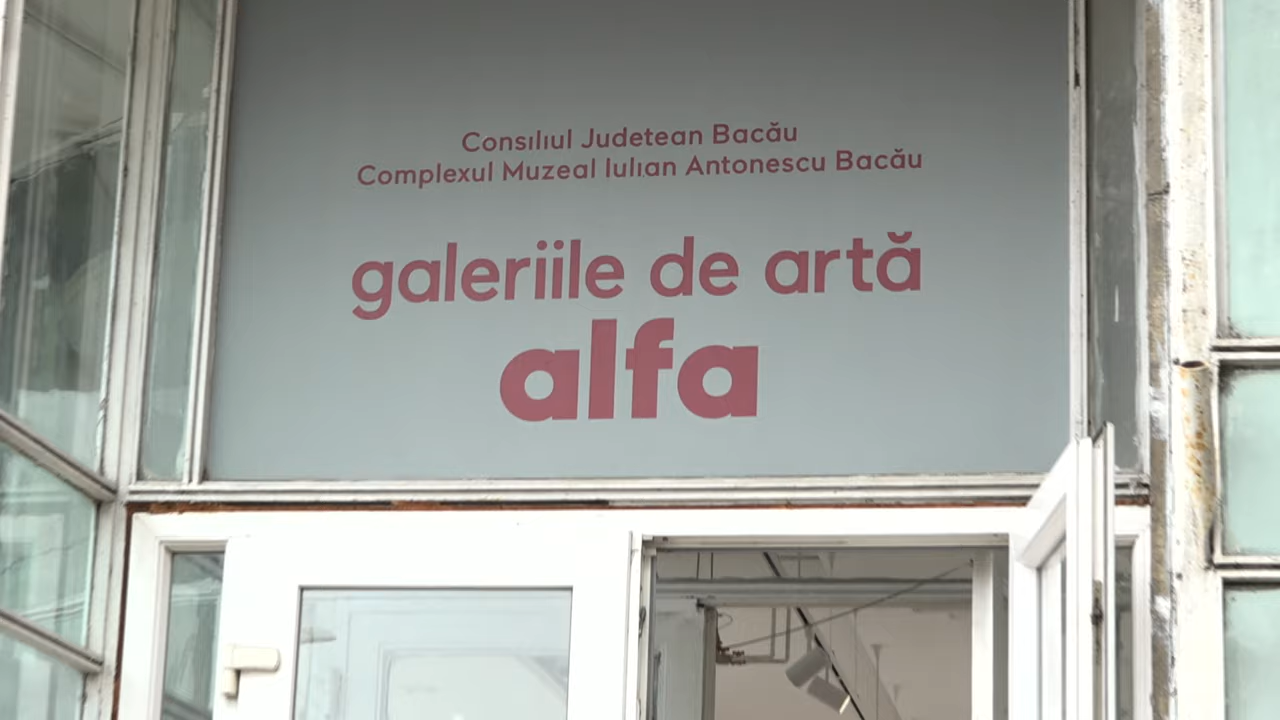 Consiliul Judetean Bacău
Complexul Muzeal Iulian Antonescu Bacău
galeriile de artă
alfa